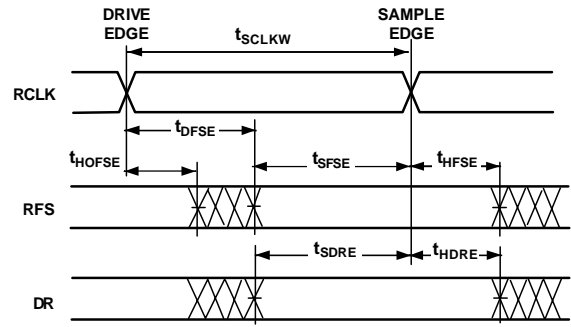 DRIVE EDGE
SAMPLE EDGE
tSCLKW
RCLK
tDFSE
tHOFSE
tSFSE
tHFSE
RFS
tSDRE
tHDRE
DR